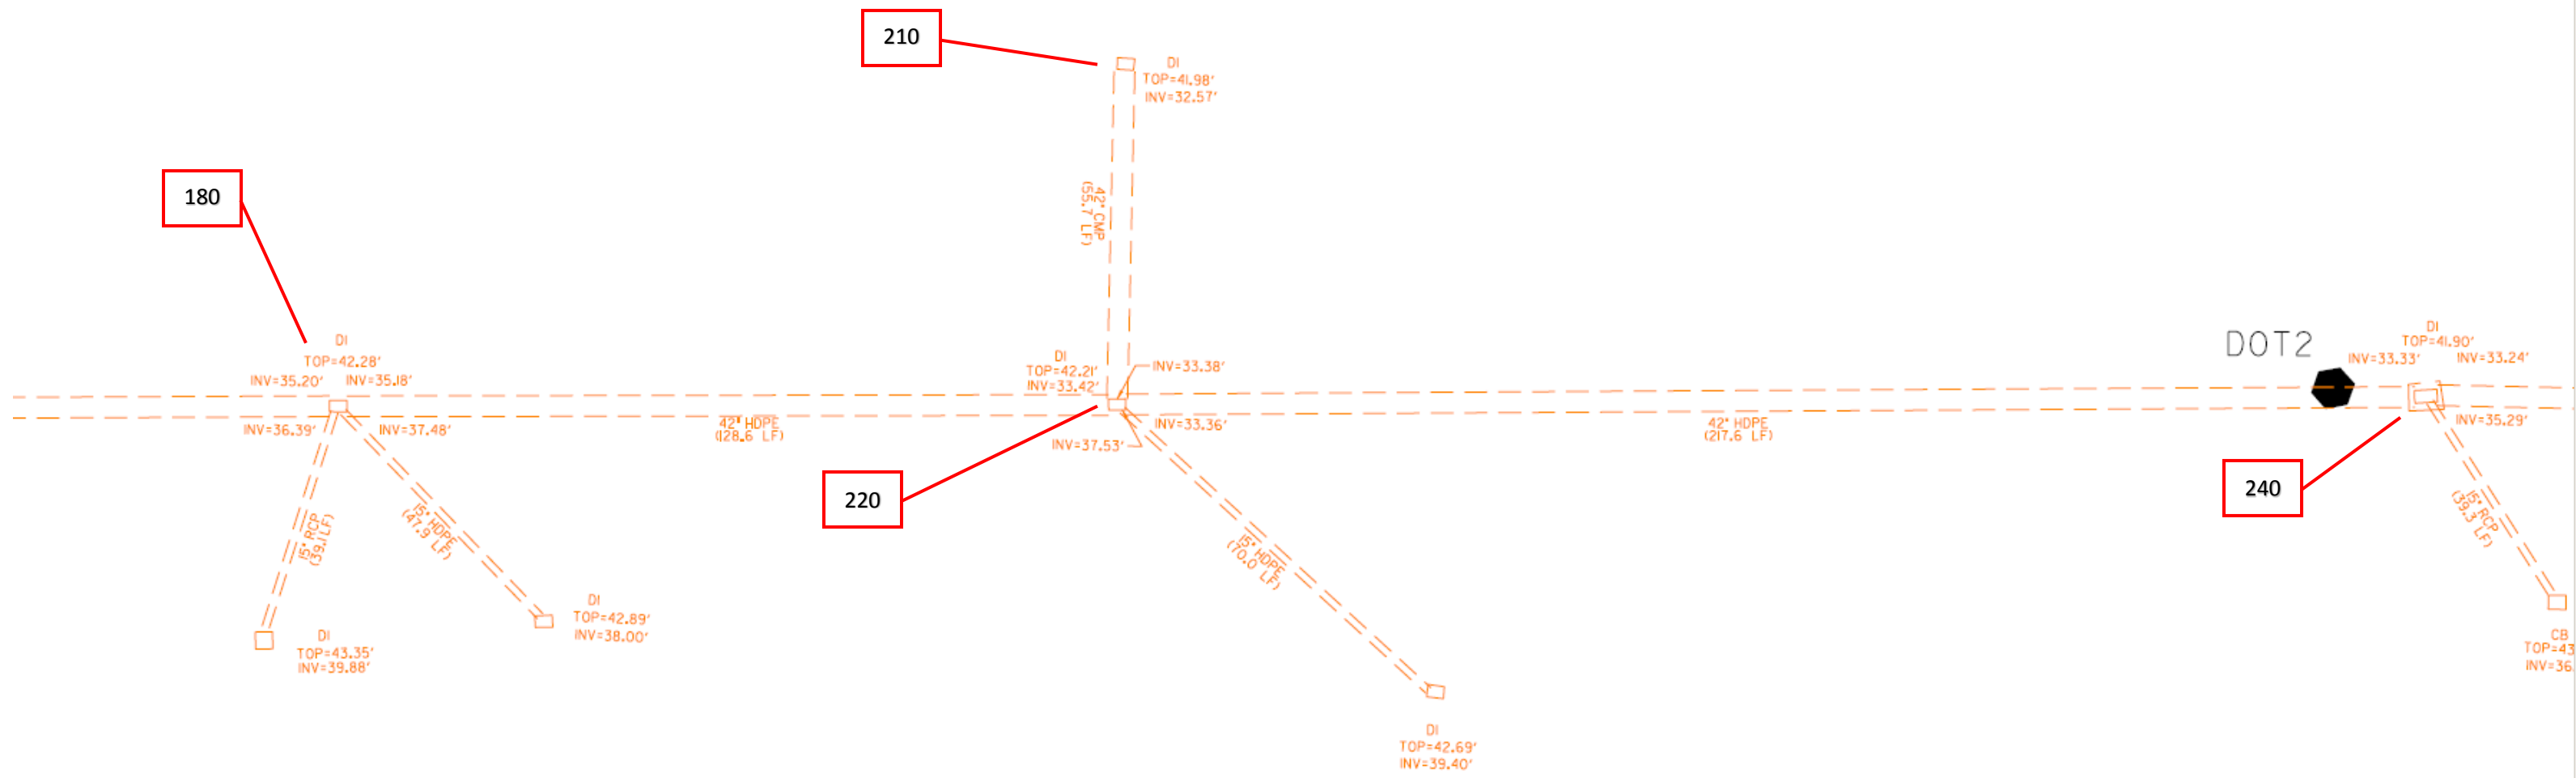 210
DI
TOP=41.98'
INV=32.57'
180
42" CMP
(55.7 LF)
DI
TOP=42.28'
INV=35.20'
INV=35.18'
INV=36.39'
INV=37.48'
42" HDPE
(128.6 LF)
DI
TOP=42.21'
INV=33.42'
INV=33.38'
INV=33.36'
INV=37.53'
42" HDPE
(217.6 LF)
DOT2
DI
TOP=41.90'
INV=33.33'
INV=33.24'
INV=35.29'
220
240
15" RCP
(39.1 LF)
15" HDPE
(47.9 LF)
15" HDPE
(70.0 LF)
15" RCP
(39.3 LF)
DI
TOP=42.89'
INV=38.00'
DI
TOP=43.35'
INV=39.88'
CB
TOP=43
INV=36
DI
TOP=42.69'
INV=39.40'